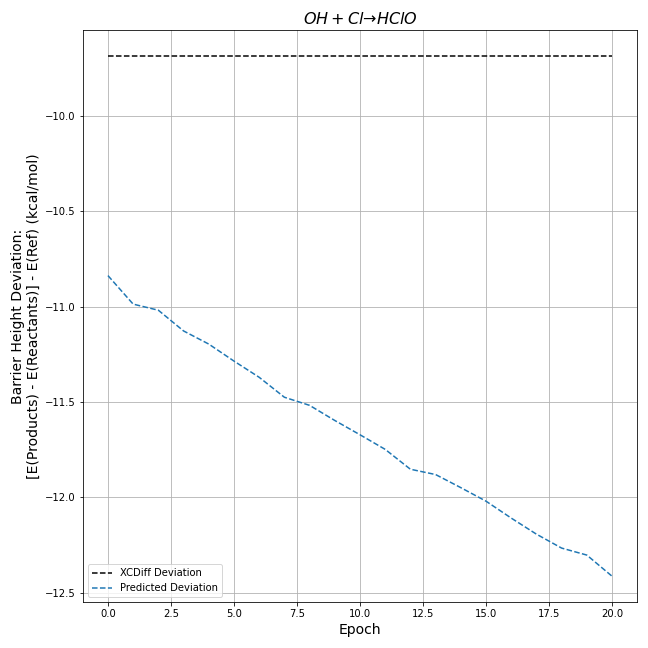 OH + Cl→HClO
Barrier Height Deviation:
[E(Products) - E(Reactants)] - E(Ref) (kcal/mol)
−10.0
−10.5
−11.0
−11.5
−12.0
−12.5
XCDiff Deviation
Predicted Deviation
0.0 2.5 5.0 7.5 10.0 12.5 15.0 17.5 20.0
Epoch